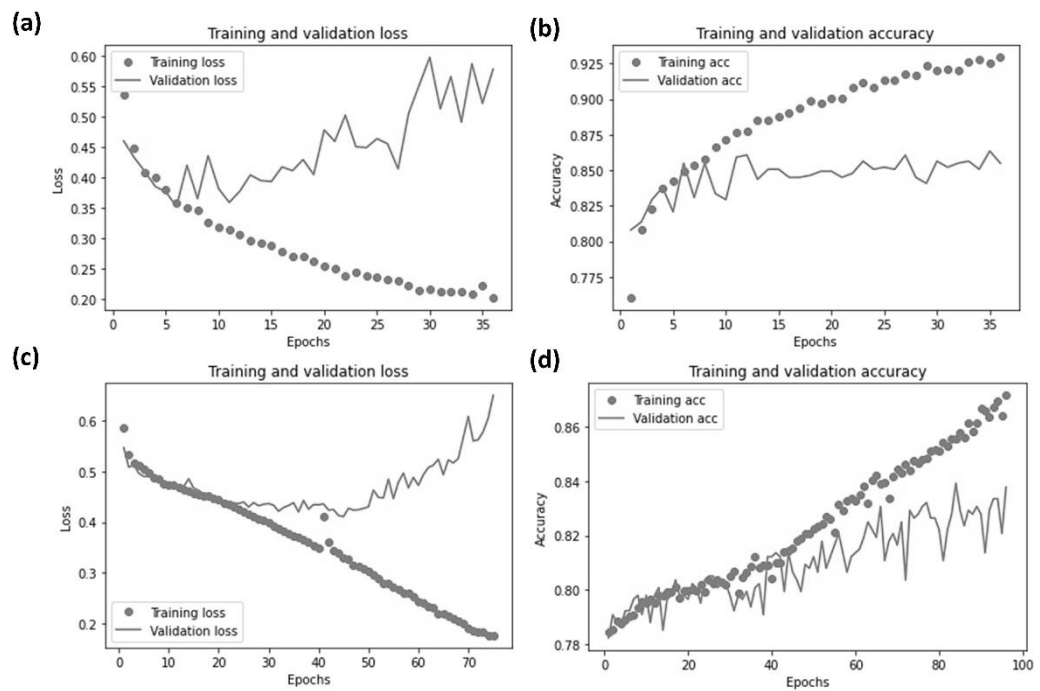 (a)
Training and validation loss
Training loss
Validation loss
0.60
0.55
0.50
0.45
0.40
0.35
0.30
0.25
0.20
Loss
0 5 10 15 20 25 30 35
Epochs
(b)
Training and validation accuracy
Training acc
Validation acc
0.925
0.900
0.875
0.850
0.825
0.800
0.775
Accuracy
0 5 10 15 20 25 30 35
Epochs
(c)
Training and validation loss
0.6
0.5
0.4
0.3
0.2
Loss
Training loss
Validation loss
0 10 20 30 40 50 60 70
Epochs
(d)
Training and validation accuracy
Training acc
Validation acc
0.86
0.84
0.82
0.80
0.78
Accuracy
0 20 40 60 80 100
Epochs